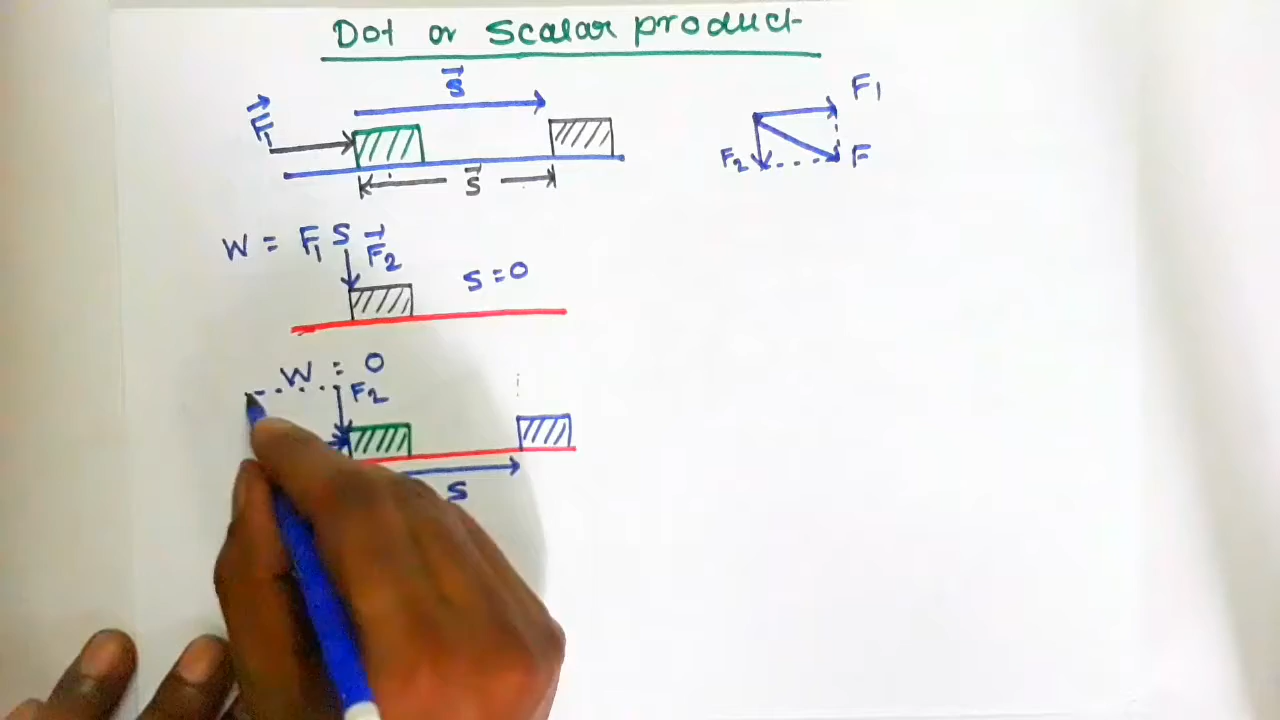 Dot or Scalar product
S
F1
F1
S
F2
F
W = F1 S
F2
S = 0
W = 0
F2
S